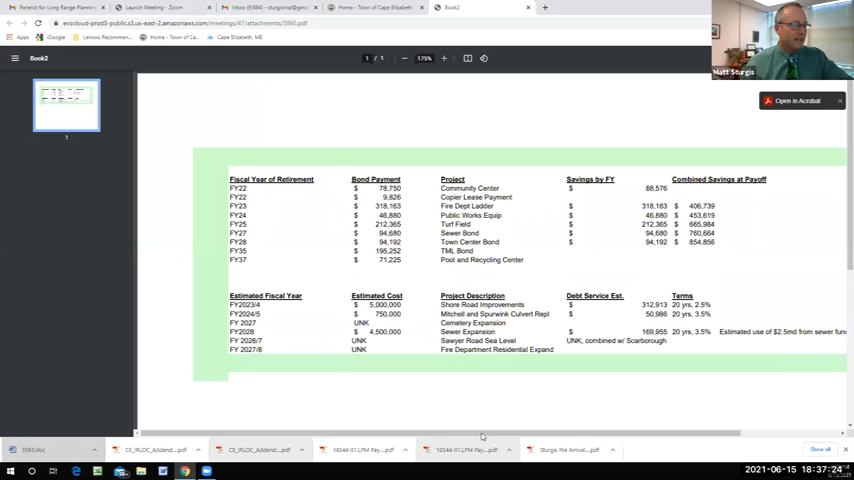 Panelist for Long Range Planning
Launch Meeting - Zoom
Inbox (9,684) - sturgismat@gm
Home - Town of Cape Elizabeth
Book2
evocloud-prod3-public.s3.us-east-2.amazonaws.com/meetings/47/attachments/3865.pdf
Apps
iGoogle
Lenovo Recommen...
Home - Town of Ca...
Cape Elizabeth, ME
Book2
1 / 1
175%
Matt Sturgis
Open in Acrobat
1
Fiscal Year of Retirement Bond Payment Project Savings by FY Combined Savings at Payoff
FY22 $ 78,750 Community Center $ 88,576
FY22 $ 9,826 Copier Lease Payment
FY23 $ 318,163 Fire Dept Ladder 318,163 $ 406,739
FY24 $ 46,880 Public Works Equip $ 46,880 $ 453,619
FY25 $ 212,365 Turf Field $ 212,365 $ 665,984
FY27 $ 94,680 Sewer Bond $ 94,680 $ 760,664
FY28 $ 94,192 Town Center Bond $ 94,192 $ 854,856
FY35 $ 195,252 TML Bond
FY37 $ 71,225 Pool and Recycling Center
Estimated Fiscal Year Estimated Cost Project Description Debt Service Est. Terms
FY2023/4 $ 5,000,000 Shore Road Improvements $ 312,913 20 yrs, 2.5%
FY2024/5 $ 750,000 Mitchell and Spurwink Culvert Repl $ 50,986 20 yrs, 3.5%
FY 2027 UNK Cemetery Expansion
FY2028 $ 4,500,000 Sewer Expansion $ 169,955 20 yrs, 3.5% Estimated use of $2.5md from sewer fun
FY 2026/7 UNK Sawyer Road Sea Level UNK, combined w/ Scarborough
FY 2027/8 UNK Fire Department Residential Expand
3593.doc
CE_IRLOC_Addend...pdf
CE_IRLOC_Addend...pdf
18544-01.LPM Pay...pdf
18544-01.LPM Pay...pdf
Sturgis Pre Arrival...pdf
Show all
2021-06-15 18:37:24